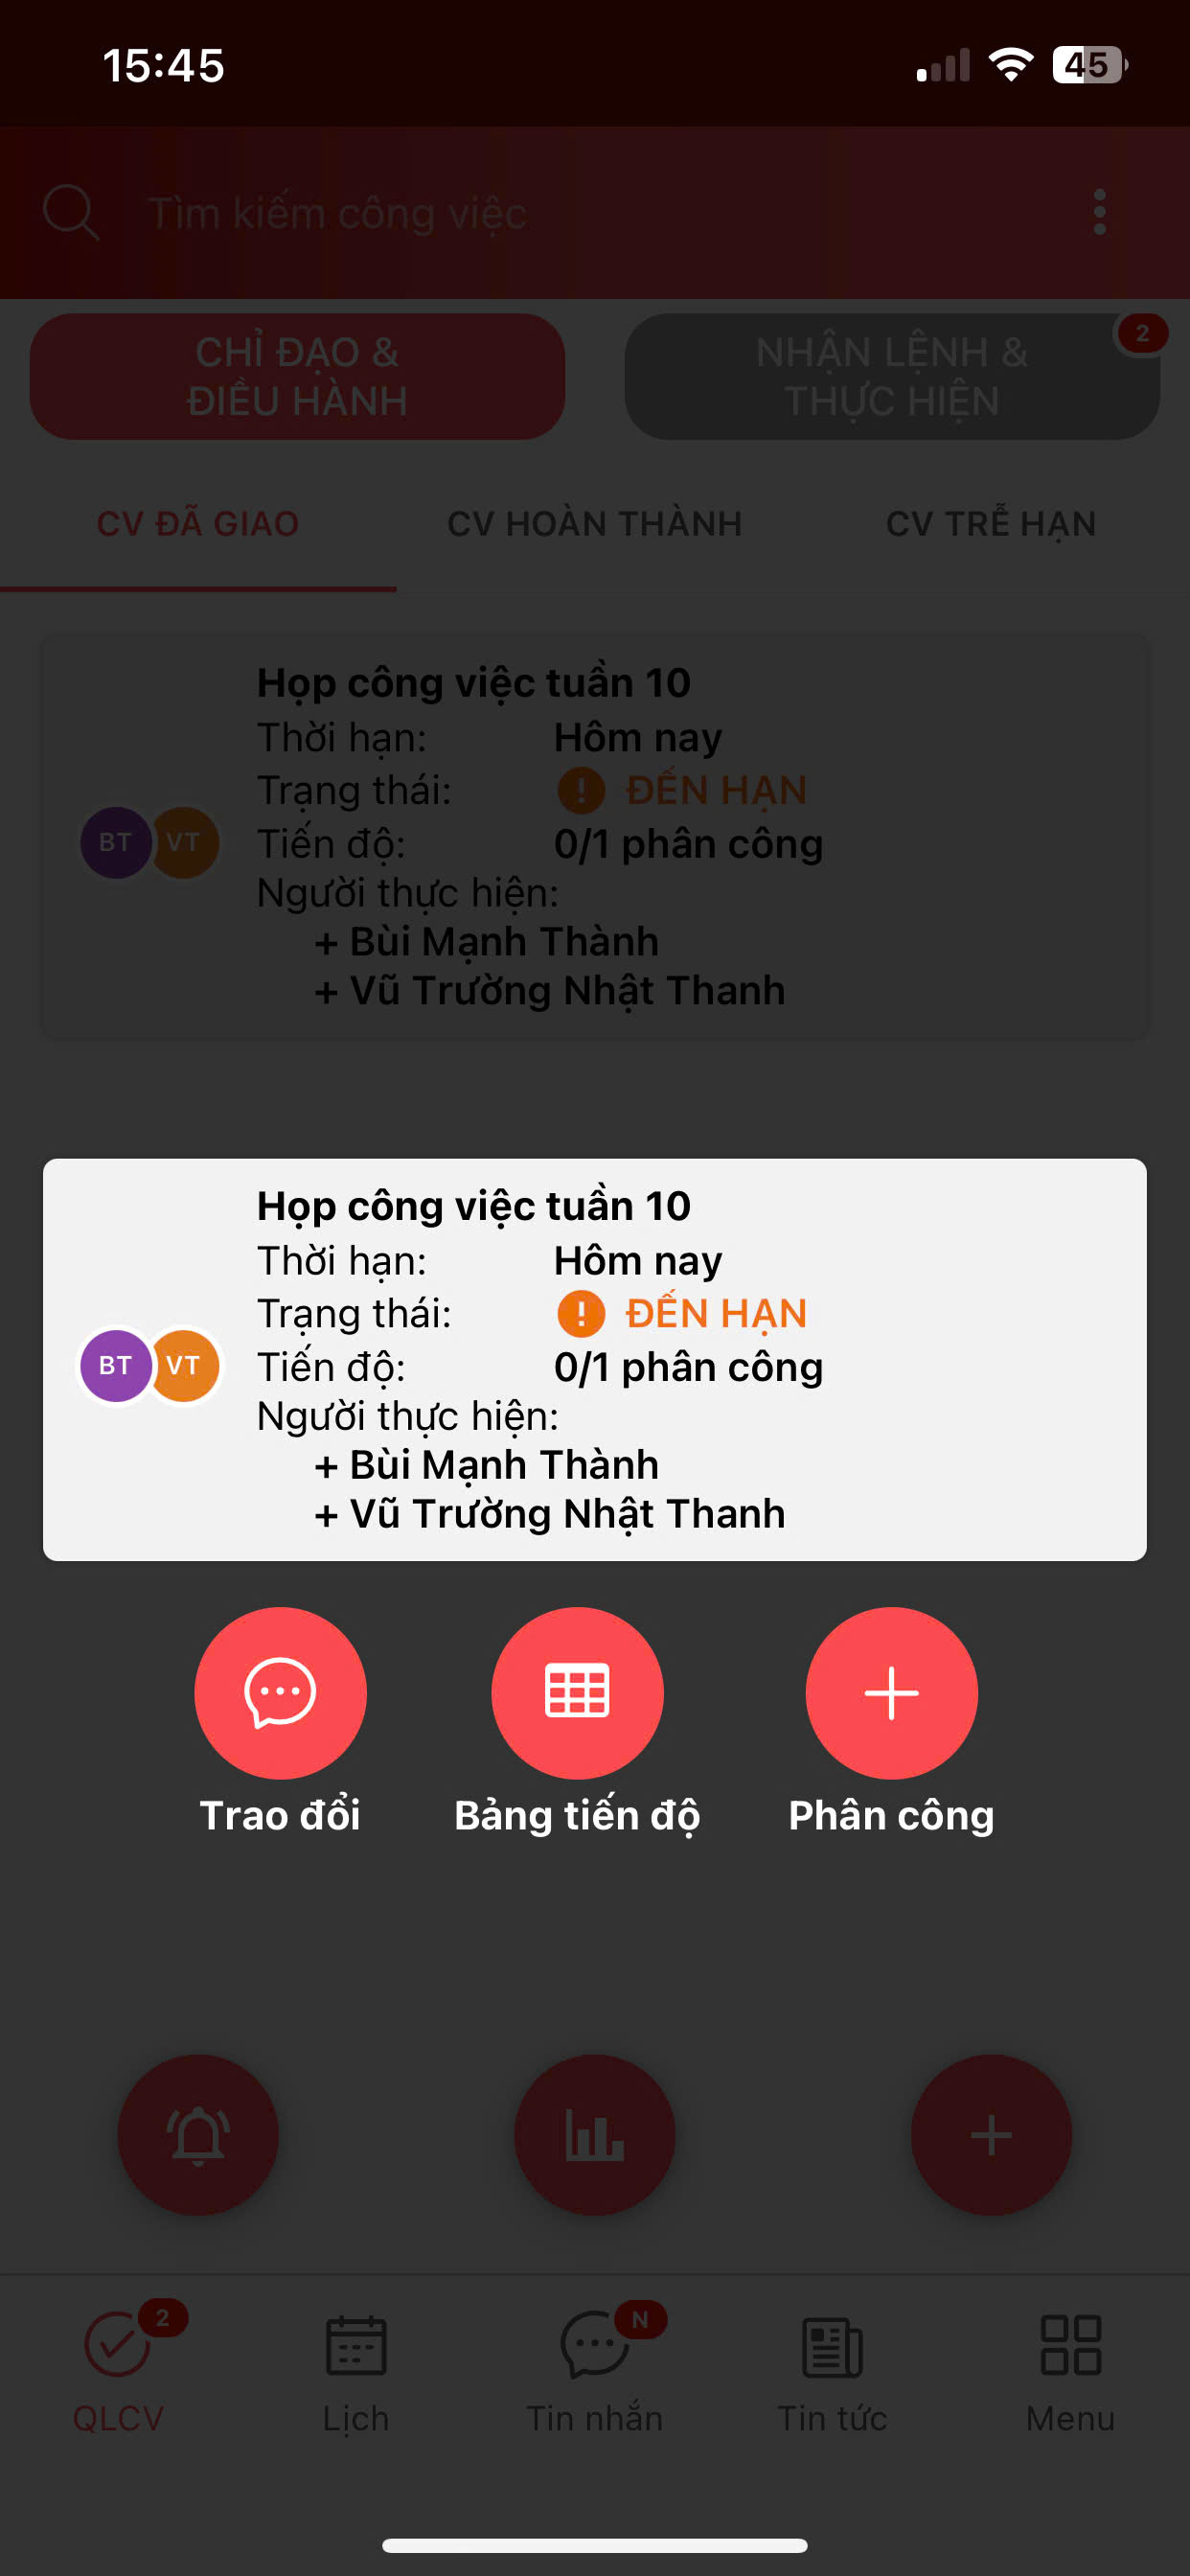 15:45
45
Tìm kiếm công việc
CHỈ ĐẠO &
ĐIỀU HÀNH
NHẬN LỆNH &
THỰC HIỆN
2
CV ĐÃ GIAO
CV HOÀN THÀNH
CV TRỄ HẠN
Họp công việc tuần 10
Thời hạn: Hôm nay
Trạng thái: ! ĐẾN HẠN
BT VT
Tiến độ: 0/1 phân công
Người thực hiện:
+ Bùi Mạnh Thành
+ Vũ Trường Nhật Thanh
Họp công việc tuần 10
Thời hạn: Hôm nay
Trạng thái: ! ĐẾN HẠN
BT VT
Tiến độ: 0/1 phân công
Người thực hiện:
+ Bùi Mạnh Thành
+ Vũ Trường Nhật Thanh
Trao đổi
Bảng tiến độ
Phân công
2
N
QLCV
Lịch
Tin nhắn
Tin tức
Menu